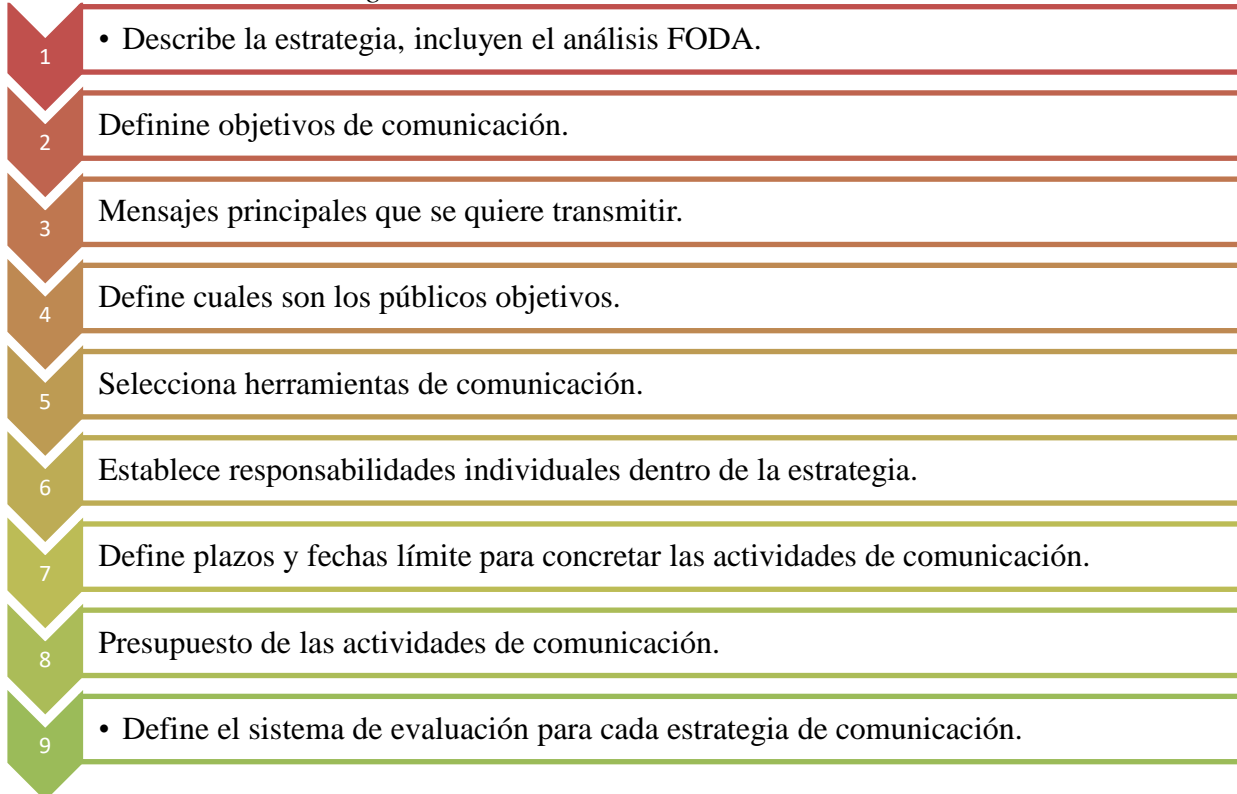 1
• Describe la estrategia, incluyen el análisis FODA.
2
Definine objetivos de comunicación.
3
Mensajes principales que se quiere transmitir.
4
Define cuales son los públicos objetivos.
5
Selecciona herramientas de comunicación.
6
Establece responsabilidades individuales dentro de la estrategia.
7
Define plazos y fechas límite para concretar las actividades de comunicación.
8
Presupuesto de las actividades de comunicación.
9
• Define el sistema de evaluación para cada estrategia de comunicación.